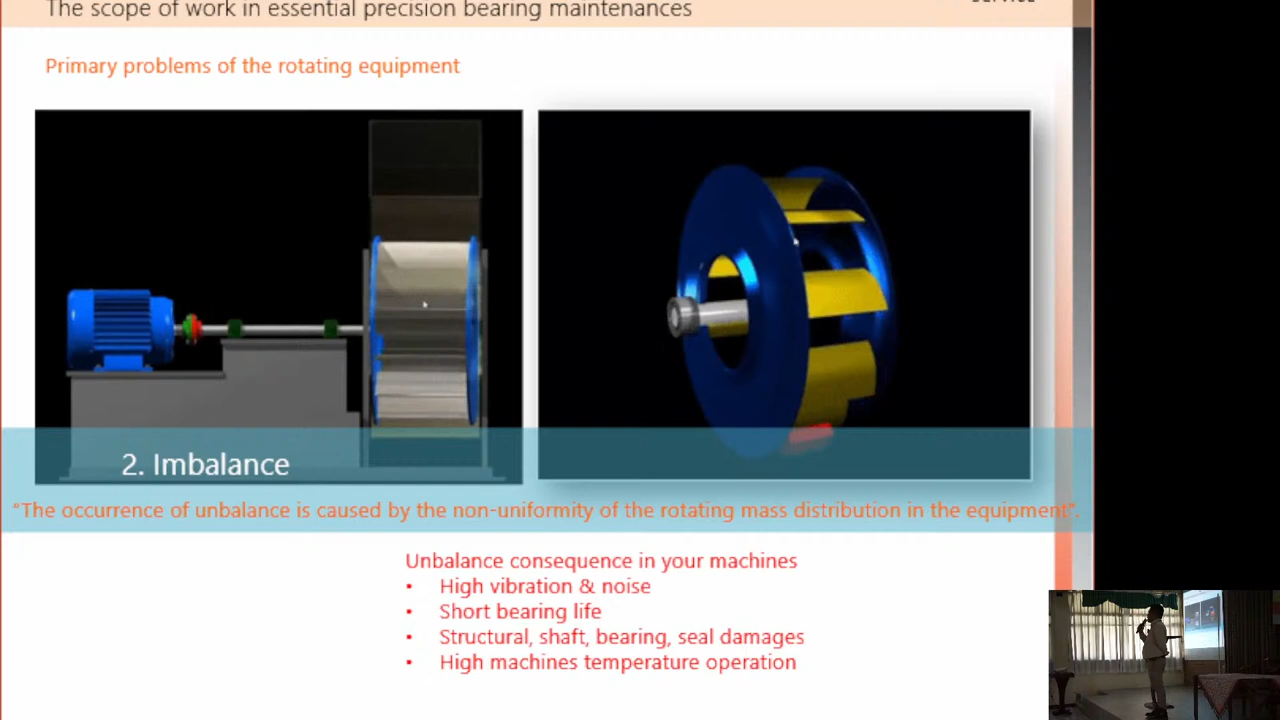 The scope of work in essential precision bearing maintenances
Primary problems of the rotating equipment
2. Imbalance
"The occurrence of unbalance is caused by the non-uniformity of the rotating mass distribution in the equipment".
Unbalance consequence in your machines
• High vibration & noise
• Short bearing life
• Structural, shaft, bearing, seal damages
• High machines temperature operation